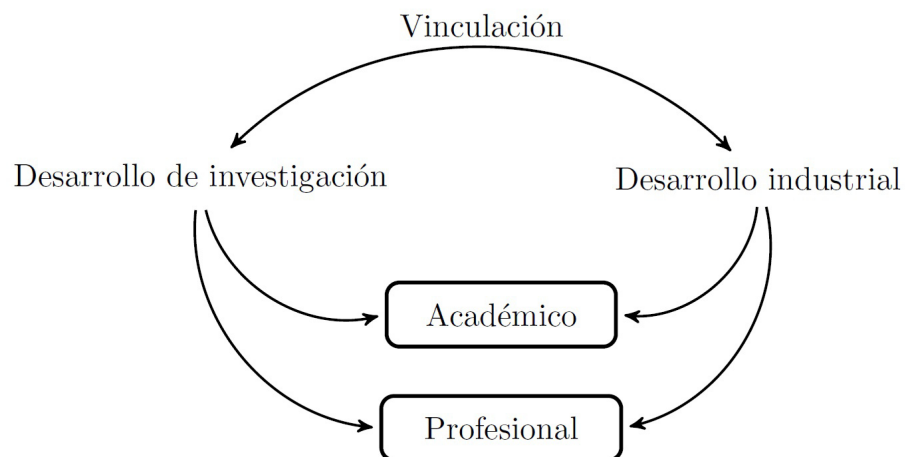 Vinculación
Desarrollo de investigación
Desarrollo industrial
Académico
Profesional